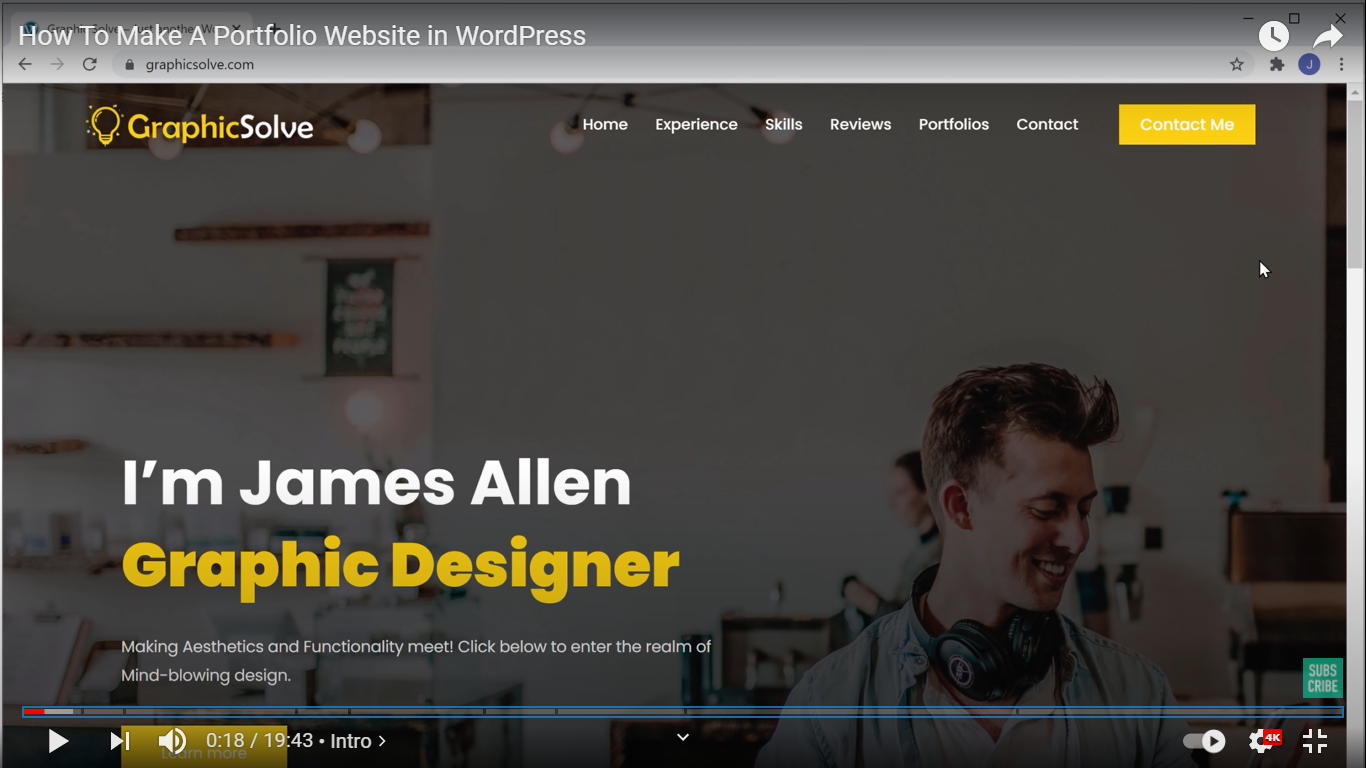 How To Make A Portfolio Website in WordPress
graphicsolve.com
J
GraphicSolve
Home Experience Skills Reviews Portfolios Contact Contact Me
I'm James Allen
Graphic Designer
Making Aesthetics and Functionality meet! Click below to enter the realm of
Mind-blowing design.
SUBS
CRIBE
Learn more
0:18 / 19:43 • Intro
4K